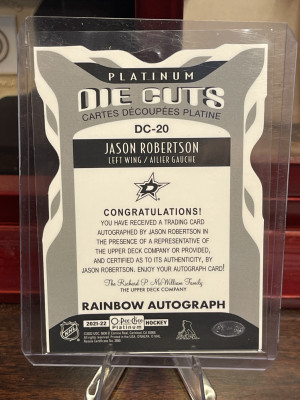 PLATINUM
DIE CUTS
CARTES DÉCOUPÉES PLATINE
DC-20
JASON ROBERTSON
LEFT WING / AILIER GAUCHE
CONGRATULATIONS!
YOU HAVE RECEIVED A TRADING CARD
AUTOGRAPHED BY JASON ROBERTSON IN
THE PRESENCE OF A REPRESENTATIVE OF
THE UPPER DECK COMPANY OR PROVIDED,
AND CERTIFIED AS TO ITS AUTHENTICITY, BY
JASON ROBERTSON. ENJOY YOUR AUTOGRAPH CARD!
The Richard P. McWilliam Family
THE UPPER DECK COMPANY
RAINBOW AUTOGRAPH
NHL
2021-22 O-Pee-Chee Platinum HOCKEY